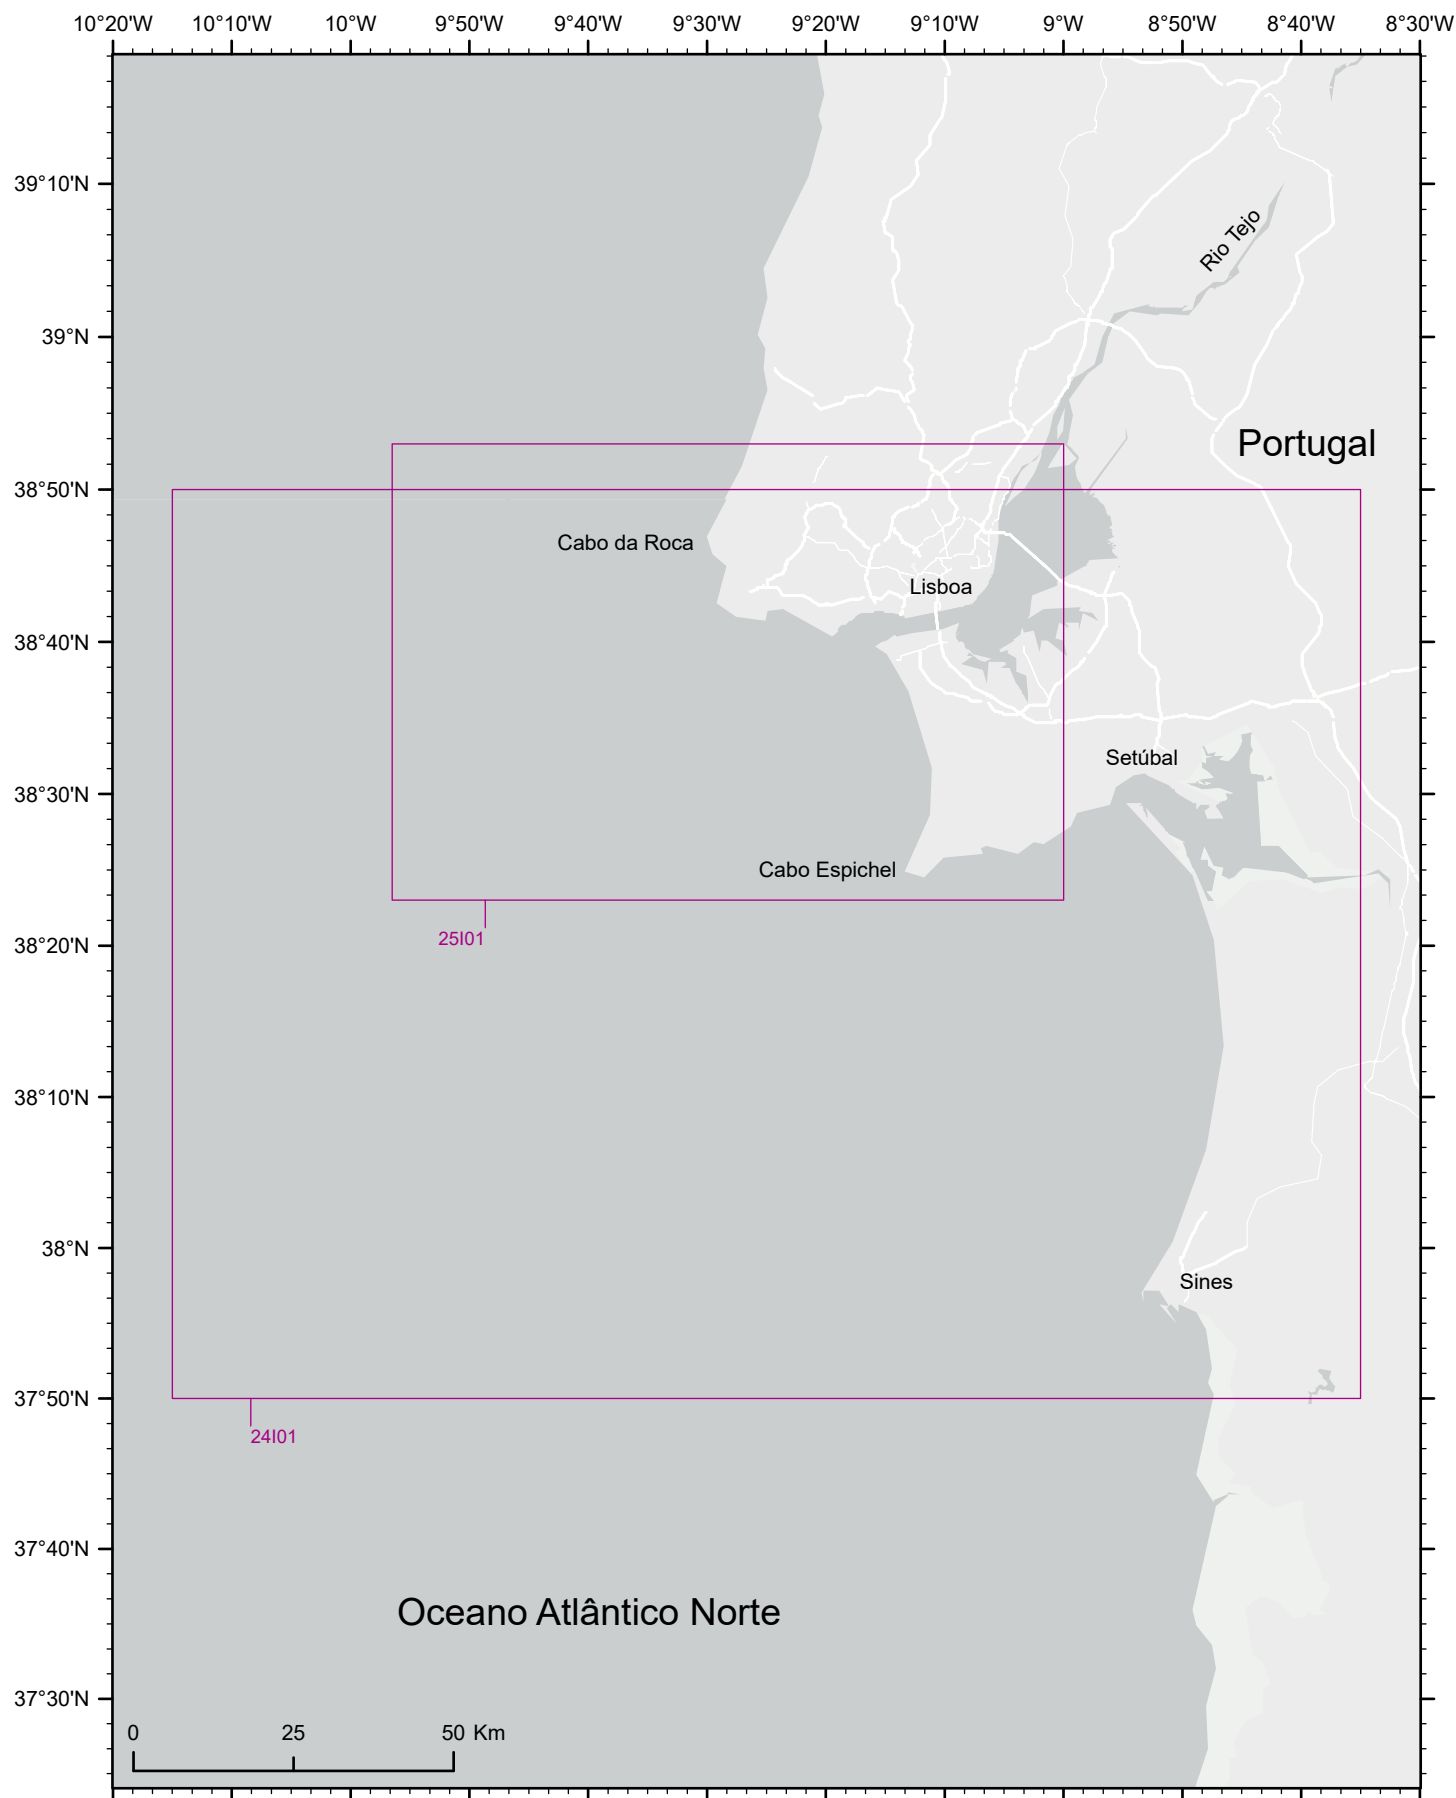 10°20'W 10°10'W 10°W 9°50'W 9°40'W 9°30'W 9°20'W 9°10'W 9°W 8°50'W 8°40'W 8°30'W
39°10'N
Rio Tejo
39°N
Portugal
38°50'N
Cabo da Roca
Lisboa
38°40'N
Setúbal
38°30'N
Cabo Espichel
25I01
38°20'N
38°10'N
38°N
Sines
37°50'N
24I01
37°40'N
Oceano Atlântico Norte
37°30'N
0 25 50 Km